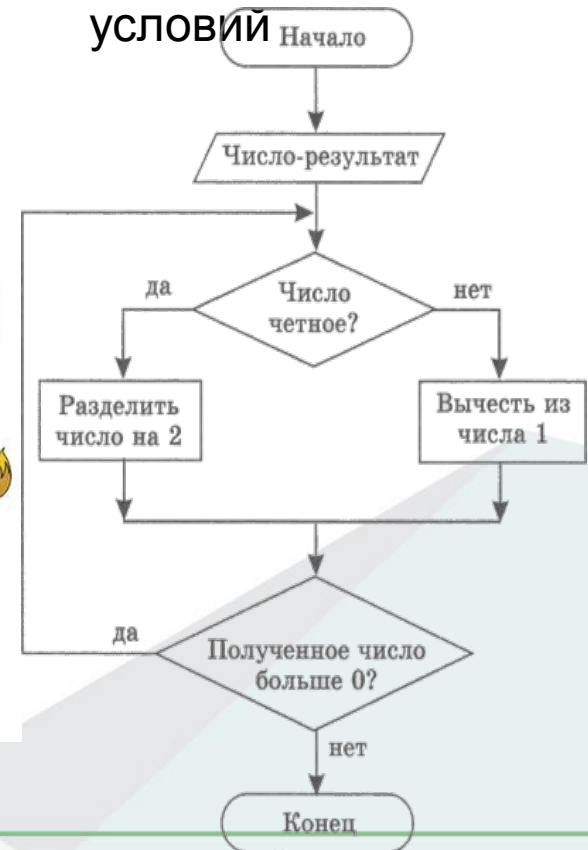 условий
Начало
Число-результат
да
Число
четное?
нет
Разделить
число на 2
Вычесть из
числа 1
да
Полученное число
больше 0?
нет
Конец